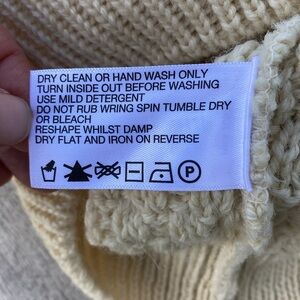 DRY CLEAN OR HAND WASH ONLY
TURN INSIDE OUT BEFORE WASHING
USE MILD DETERGENT
DO NOT RUB WRING SPIN TUMBLE DRY
OR BLEACH
RESHAPE WHILST DAMP
DRY FLAT AND IRON ON REVERSE
P